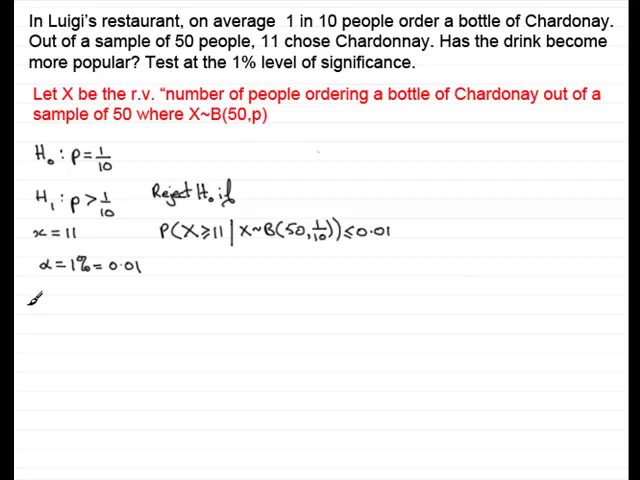 In Luigi's restaurant, on average 1 in 10 people order a bottle of Chardonay.
Out of a sample of 50 people, 11 chose Chardonnay. Has the drink become
more popular? Test at the 1% level of significance.
Let X be the r.v. “number of people ordering a bottle of Chardonay out of a
sample of 50 where X~B(50,p)
H₀ : p = 1/10
H₁ : p > 1/10 Reject H₀ if
x = 11 P(X ≥ 11 | X ~ B(50, 1/10)) ≤ 0.01
α = 1% = 0.01